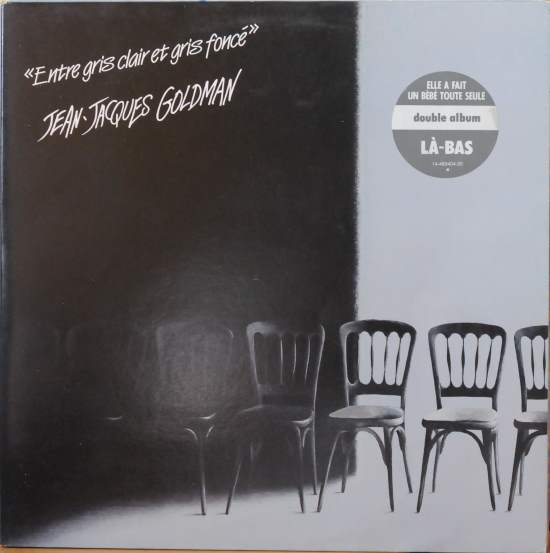 «Entre gris clair et gris foncé»
JEAN-JACQUES GOLDMAN
ELLE A FAIT
UN BÉBÉ TOUTE SEULE
double album
LÀ-BAS